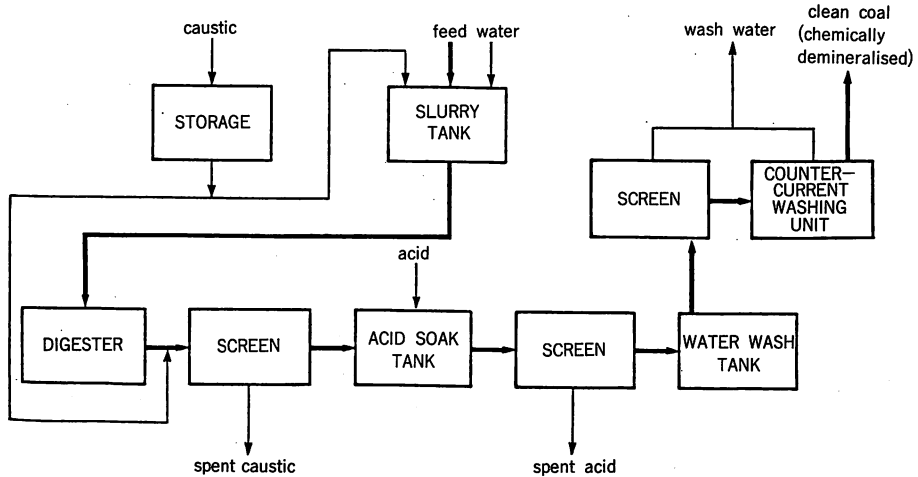 clean coal
(chemically
demineralised)
caustic
feed water
wash water
STORAGE
SLURRY
TANK
SCREEN
COUNTER—
CURRENT
WASHING
UNIT
acid
DIGESTER
SCREEN
ACID SOAK
TANK
SCREEN
WATER WASH
TANK
spent caustic
spent acid